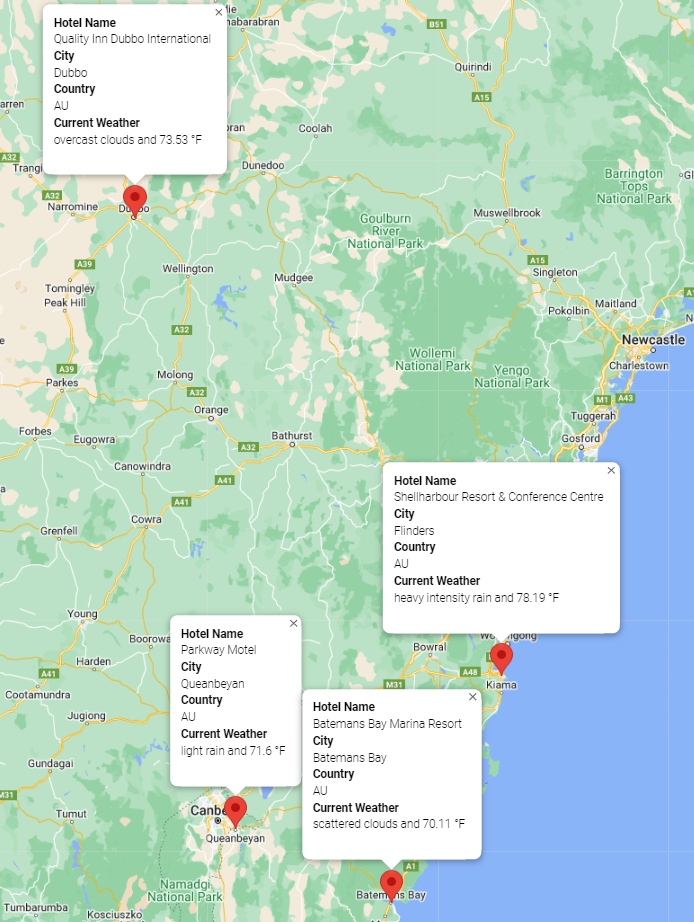 Hotel Name
Quality Inn Dubbo International
City
Dubbo
Country
AU
Current Weather
overcast clouds and 73.53 °F
B51
Quirindi
A15
Coolah
A32
Dunedoo
Barrington
Tops
National Park
A32
Narromine
Muswellbrook
Goulburn
River
National Park
A39
Wellington
A15
Singleton
Tomingley
Mudgee
Peak Hill
Maitland
Pokolbin
A32
Newcastle
Wollemi
National Park
Charlestown
A39
Molong
Yengo
National Park
Parkes
A32
M1
A43
Orange
Tuggerah
Forbes
Eugowra
Bathurst
A32
Gosford
Canowindra
A41
A41
Hotel Name
Shellharbour Resort & Conference Centre
City
Flinders
Country
AU
Current Weather
heavy intensity rain and 78.19 °F
Cowra
Grenfell
Young
Hotel Name
Parkway Motel
City
Queanbeyan
Country
AU
Current Weather
light rain and 71.6 °F
Bowral
Harden
A41
A48
M31
Kiama
Cootamundra
Jugiong
Hotel Name
Batemans Bay Marina Resort
City
Batemans Bay
Country
AU
Current Weather
scattered clouds and 70.11 °F
Gundagai
M31
Tumut
Queanbeyan
A1
Namadgi
National Park
Batemans Bay
Tumbarumba
Kosciuszko